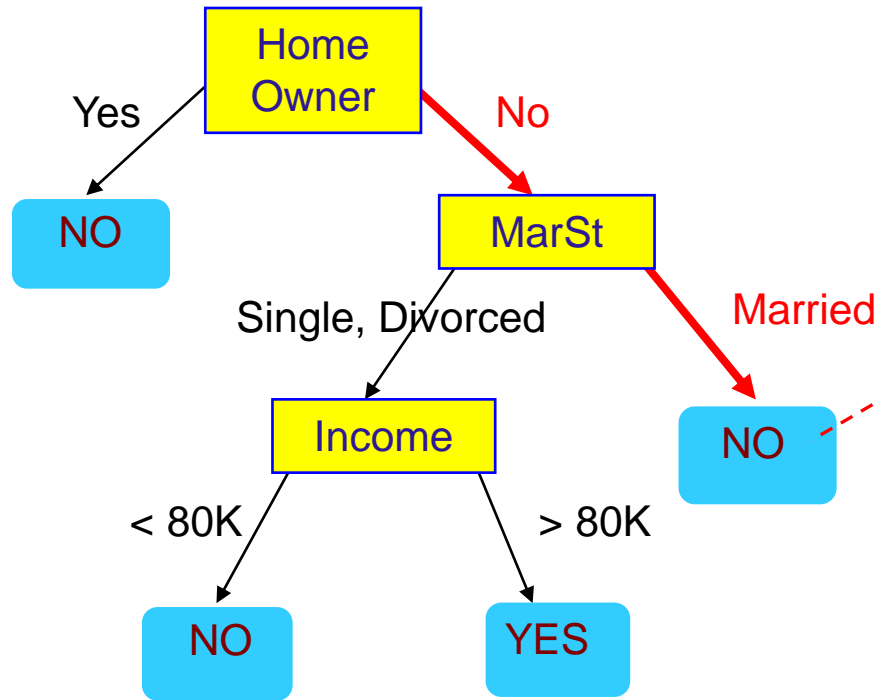 Home
Owner
Yes
No
NO
MarSt
Single, Divorced
Married
Income
NO
< 80K
> 80K
NO
YES